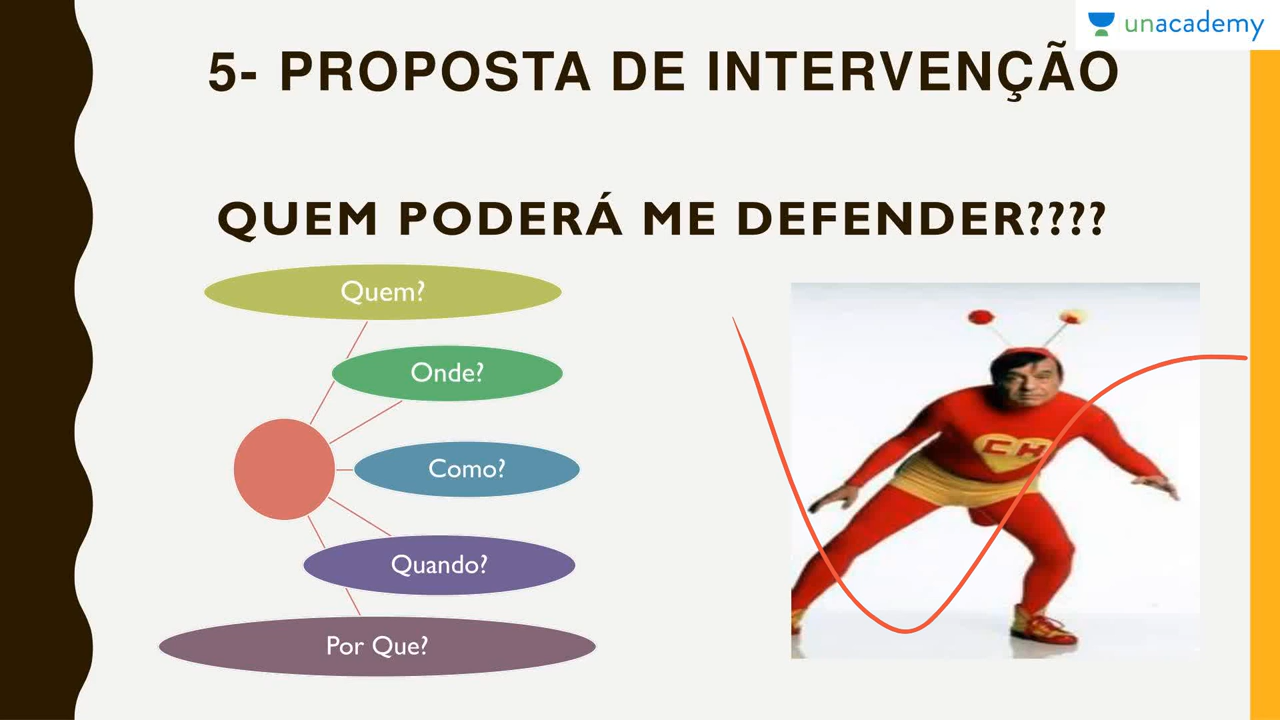 unacademy
5- PROPOSTA DE INTERVENÇÃO
QUEM PODERÁ ME DEFENDER????
Quem?
Onde?
Como?
Quando?
Por Que?
CH